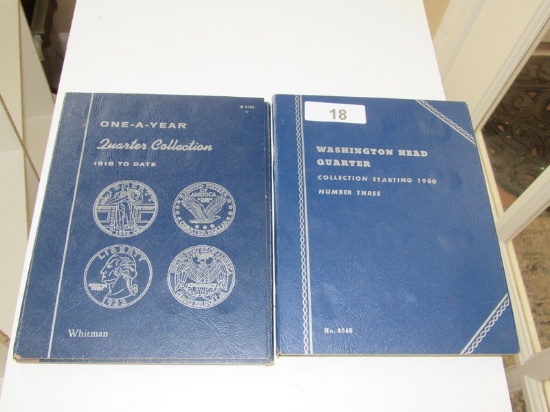 ONE-A-YEAR
Quarter Collection
1916 TO DATE
LIBERTY
1932
Whitman
18
WASHINGTON HEAD
QUARTER
COLLECTION STARTING 1960
NUMBER THREE
No. 9040